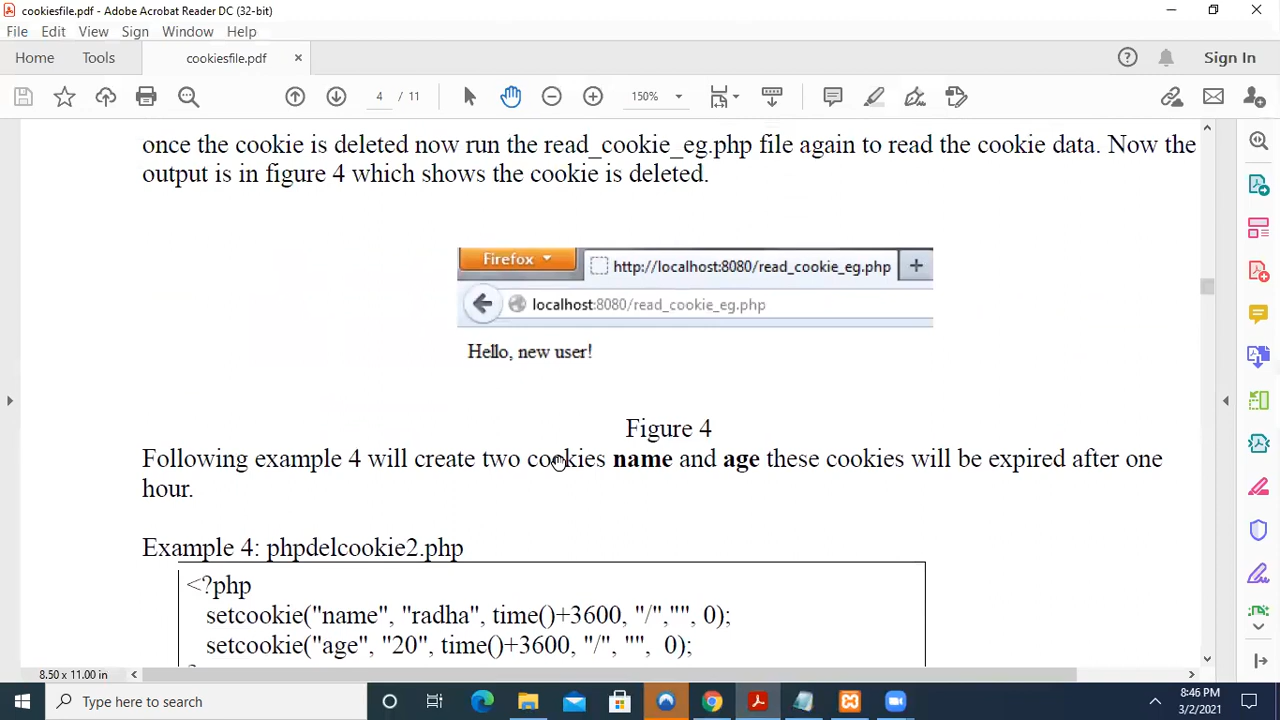 cookiesfile.pdf - Adobe Acrobat Reader DC (32-bit)
File Edit View Sign Window Help
Home Tools cookiesfile.pdf × Sign In
4 / 11 150%
once the cookie is deleted now run the read_cookie_eg.php file again to read the cookie data. Now the
output is in figure 4 which shows the cookie is deleted.
Firefox http://localhost:8080/read_cookie_eg.php
localhost:8080/read_cookie_eg.php
Hello, new user!
Figure 4
Following example 4 will create two cookies name and age these cookies will be expired after one
hour.
Example 4: phpdelcookie2.php
<?php
setcookie("name", "radha", time()+3600, "/","", 0);
setcookie("age", "20", time()+3600, "/", "", 0);
8.50 x 11.00 in
Type here to search
8:46 PM
3/2/2021